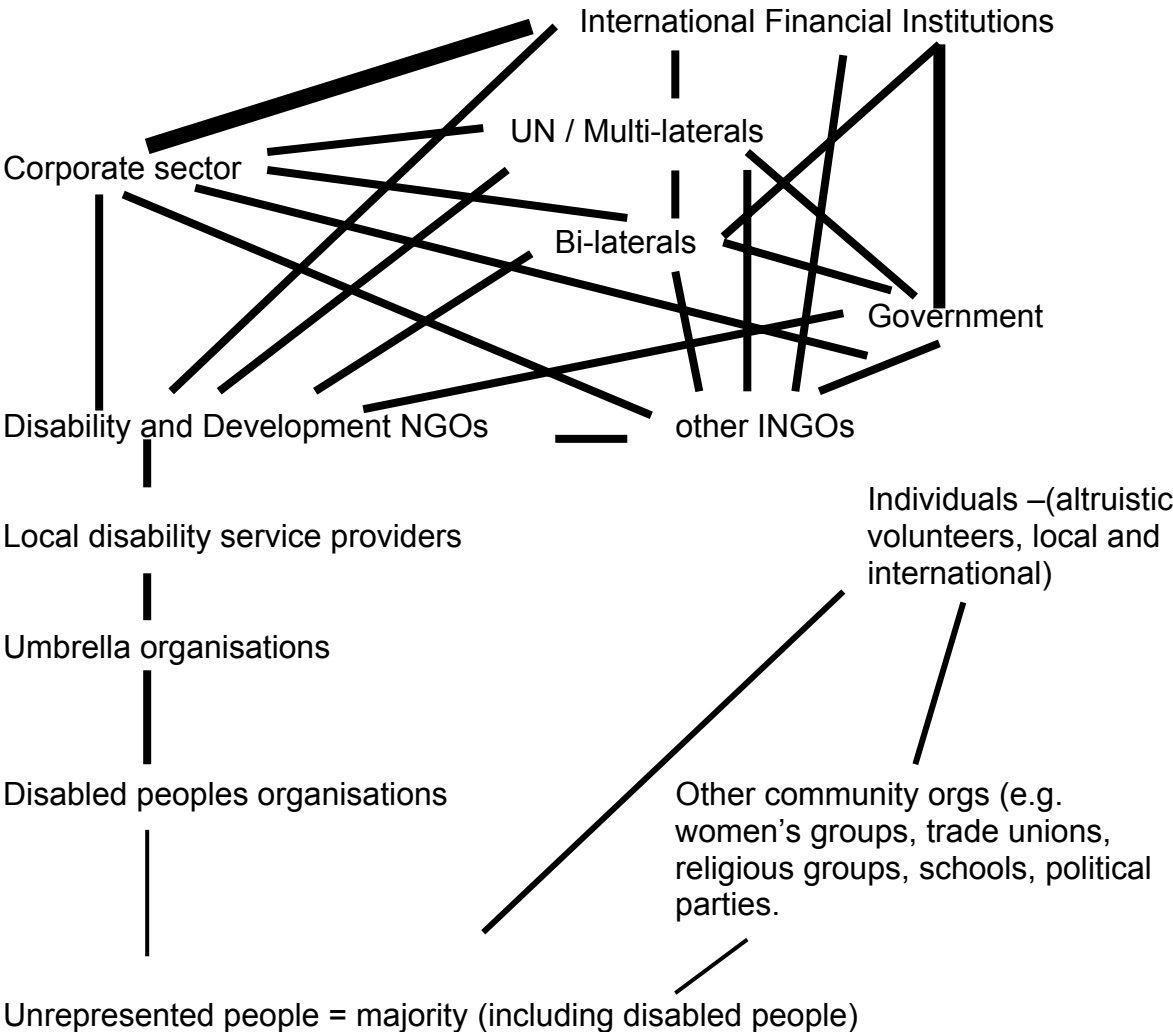 International Financial Institutions
UN / Multi-laterals
Corporate sector
Bi-laterals
Government
Disability and Development NGOs
other INGOs
Individuals –(altruistic
volunteers, local and
international)
Local disability service providers
Umbrella organisations
Disabled peoples organisations
Other community orgs (e.g.
women’s groups, trade unions,
religious groups, schools, political
parties.
Unrepresented people = majority (including disabled people)